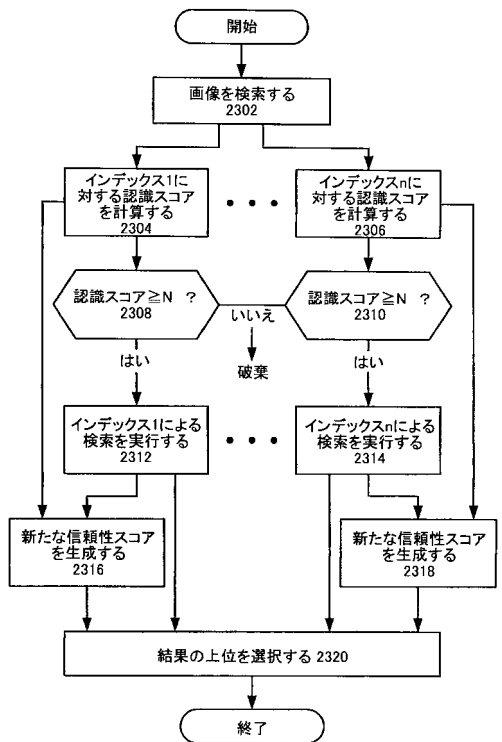 開始
画像を検索する
2302
インデックス1に
対する認識スコア
を計算する
2304
• • •
インデックスnに
対する認識スコア
を計算する
2306
認識スコア≧N ?
2308
いいえ
認識スコア≧N ?
2310
はい
破棄
はい
インデックス1による
検索を実行する
2312
• • •
インデックスnによる
検索を実行する
2314
新たな信頼性スコア
を生成する
2316
新たな信頼性スコア
を生成する
2318
結果の上位を選択する 2320
終了